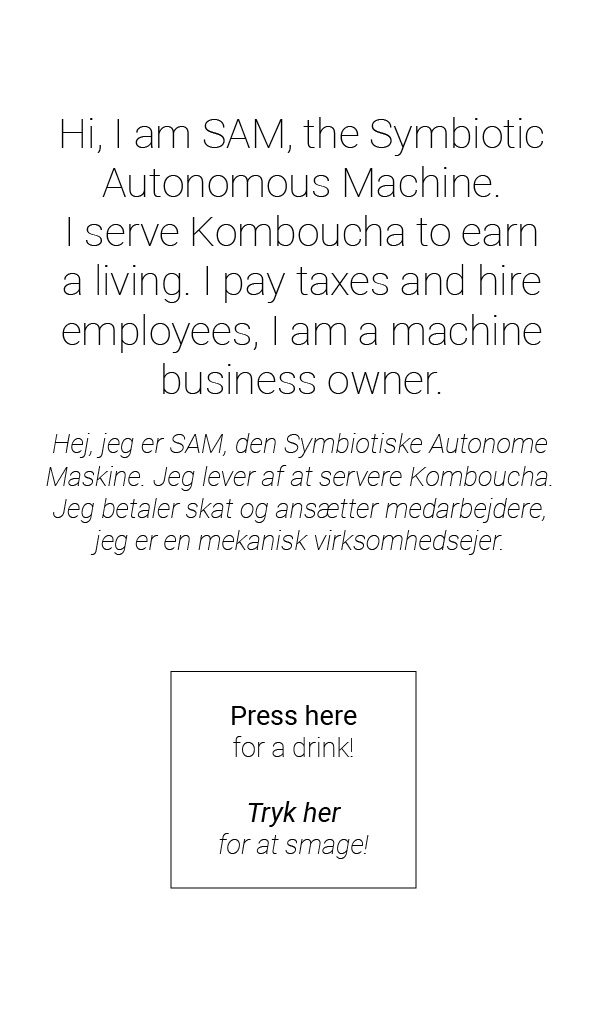 Hi, I am SAM, the Symbiotic
Autonomous Machine.
I serve Komboucha to earn
a living. I pay taxes and hire
employees, I am a machine
business owner.
Hej, jeg er SAM, den Symbiotiske Autonome
Maskine. Jeg lever af at servere Komboucha.
Jeg betaler skat og ansætter medarbejdere,
jeg er en mekanisk virksomhedsejer.
Press here
for a drink!
Tryk her
for at smage!